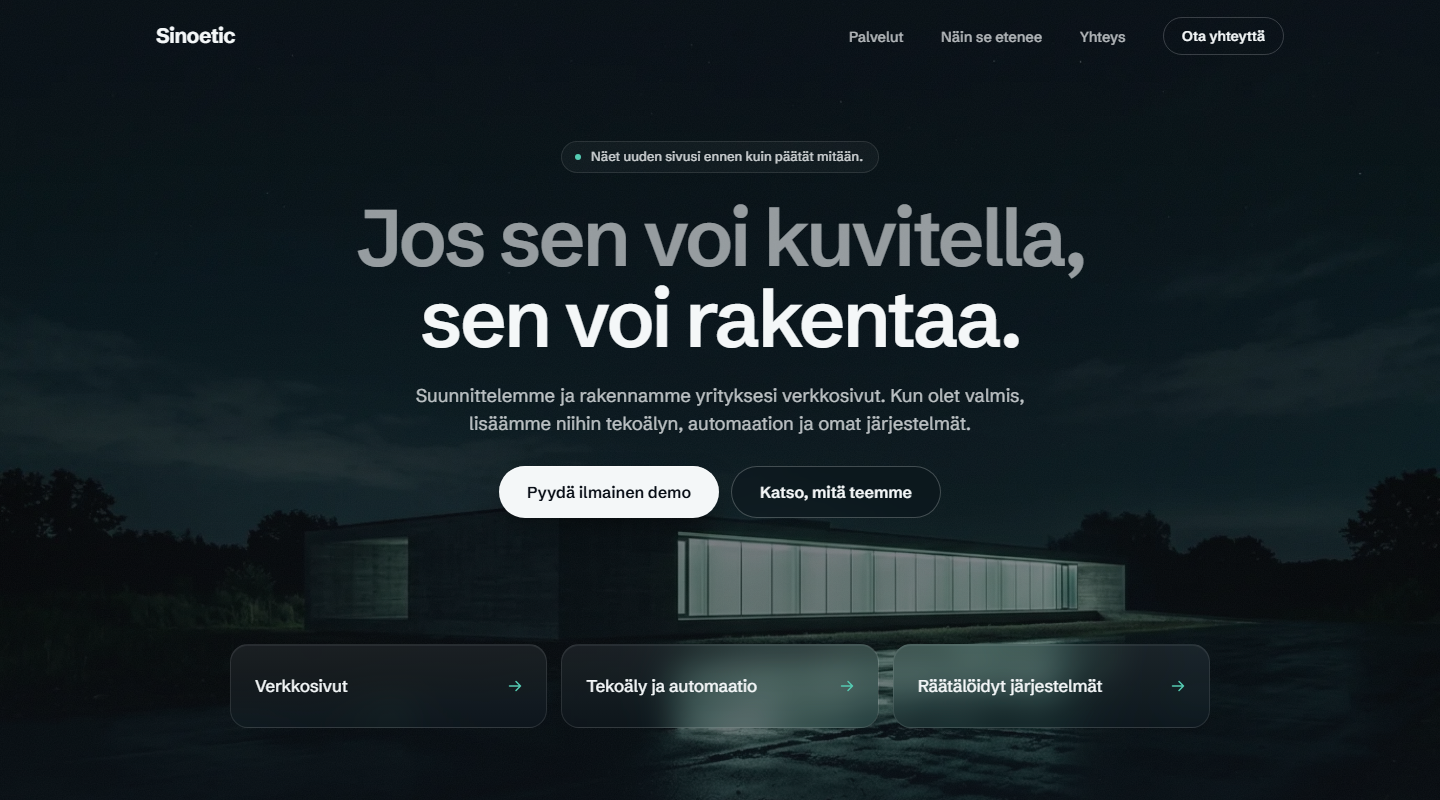 Sinoetic
Palvelut
Näin se etenee
Yhteys
Ota yhteyttä
Näet uuden sivusi ennen kuin päätät mitään.
Jos sen voi kuvitella,
sen voi rakentaa.
Suunnittelemme ja rakennamme yrityksesi verkkosivut. Kun olet valmis,
lisäämme niihin tekoälyn, automaation ja omat järjestelmät.
Pyydä ilmainen demo
Katso, mitä teemme
Verkkosivut
Tekoäly ja automaatio
Räätälöidyt järjestelmät